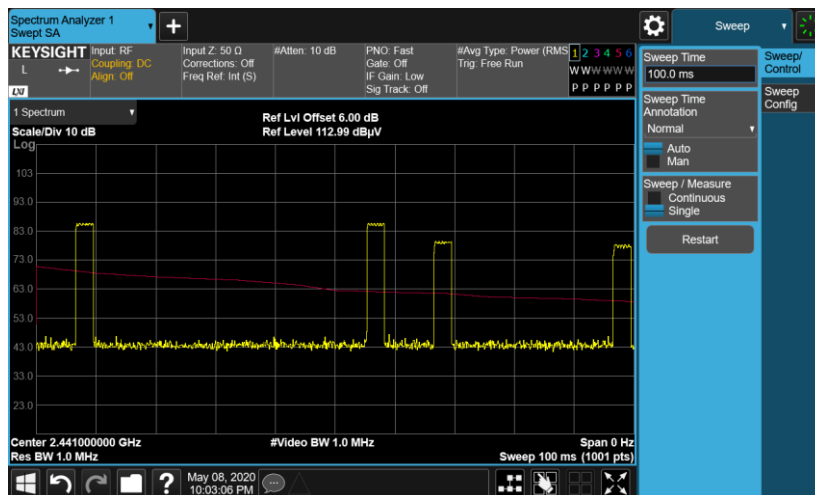 Spectrum Analyzer 1
Swept SA
+
Sweep
KEYSIGHT
L
LXI
Input: RF
Coupling: DC
Align: Off
Input Z: 50 Ω
Corrections: Off
Freq Ref: Int (S)
#Atten: 10 dB
PNO: Fast
Gate: Off
IF Gain: Low
Sig Track: Off
#Avg Type: Power (RMS
Trig: Free Run
1 2 3 4 5 6
W W W W W W
P P P P P P
1 Spectrum
Scale/Div 10 dB
Log
Ref Lvl Offset 6.00 dB
Ref Level 112.99 dBµV
103
93.0
83.0
73.0
63.0
53.0
43.0
33.0
23.0
Center 2.441000000 GHz
Res BW 1.0 MHz
#Video BW 1.0 MHz
Span 0 Hz
Sweep 100 ms (1001 pts)
Sweep Time
100.0 ms
Sweep Time
Annotation
Normal
Auto
Man
Sweep / Measure
Continuous
Single
Restart
Sweep/
Control
Sweep
Config
?
May 08, 2020
10:03:06 PM